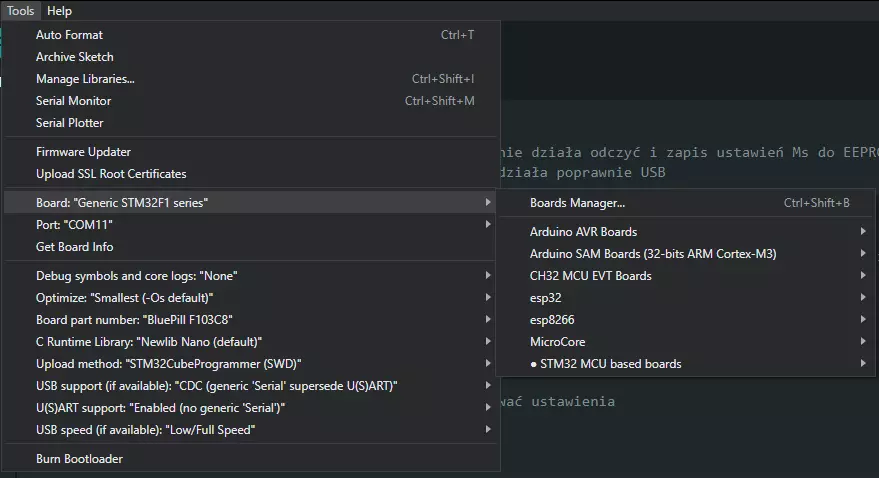 Tools Help
Auto Format Ctrl+T
Archive Sketch
Manage Libraries... Ctrl+Shift+I
Serial Monitor Ctrl+Shift+M
Serial Plotter
Firmware Updater
Upload SSL Root Certificates
Board: "Generic STM32F1 series"
Port: "COM11"
Get Board Info
Debug symbols and core logs: "None"
Optimize: "Smallest (-Os default)"
Board part number: "BluePill F103C8"
C Runtime Library: "Newlib Nano (default)"
Upload method: "STM32CubeProgrammer (SWD)"
USB support (if available): "CDC (generic 'Serial' supersede U(S)ART)"
U(S)ART support: "Enabled (no generic 'Serial')"
USB speed (if available): "Low/Full Speed"
Burn Bootloader
nie działa odczyć i zapis ustawień Ms do EEPRO
działa poprawnie USB
Boards Manager... Ctrl+Shift+B
Arduino AVR Boards
Arduino SAM Boards (32-bits ARM Cortex-M3)
CH32 MCU EVT Boards
esp32
esp8266
MicroCore
● STM32 MCU based boards
wać ustawienia